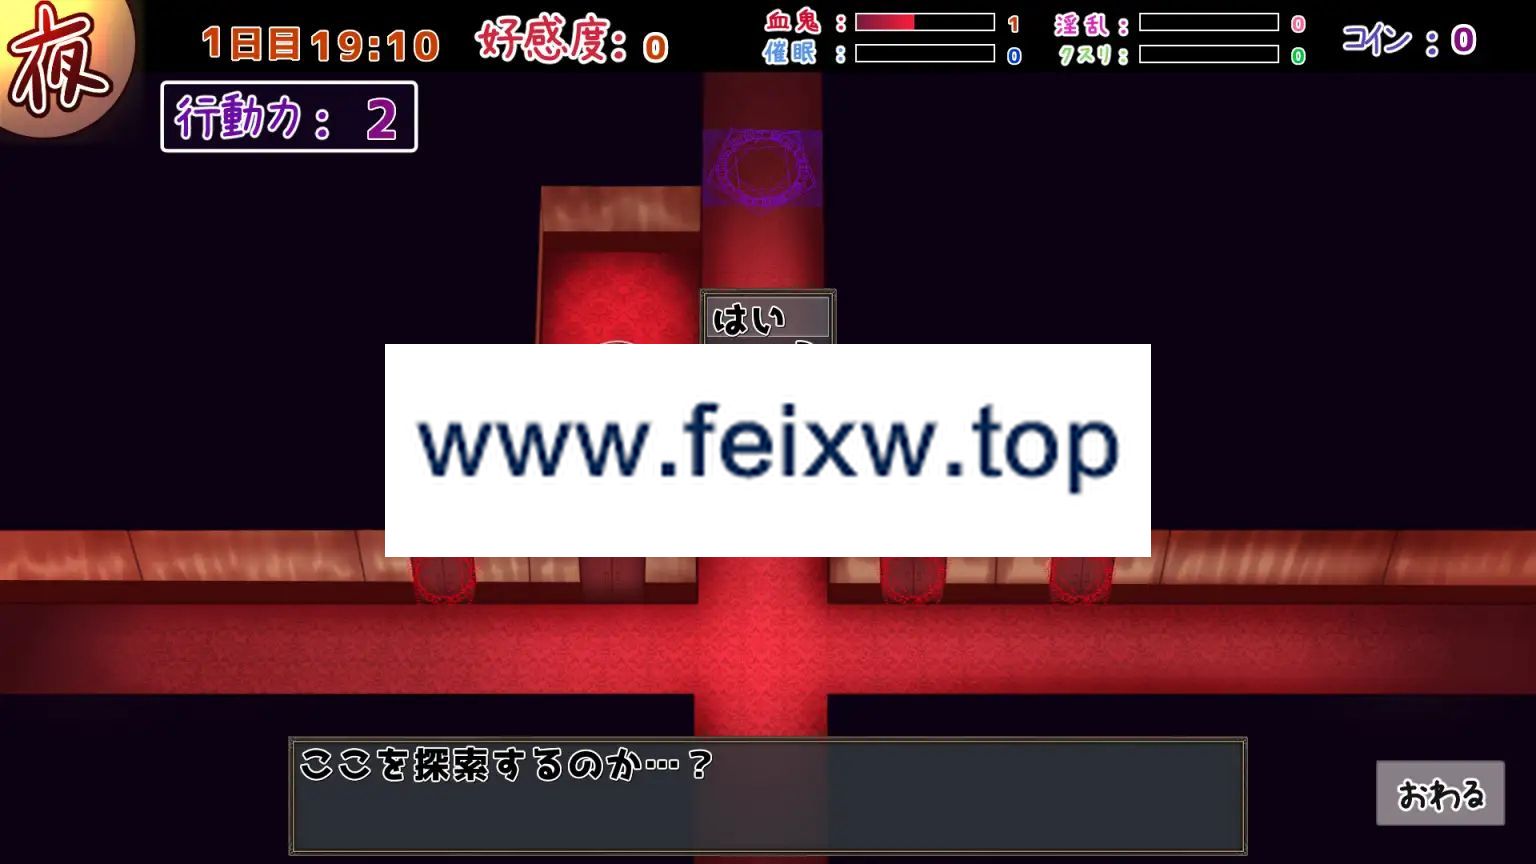 夜
1日目19:10
好感度: 0
血鬼 : 1
催眠 : 0
淫乱: 0
クスリ: 0
コイン : 0
行動力: 2
はい
www.feixw.top
ここを探索するのか…？
おわる